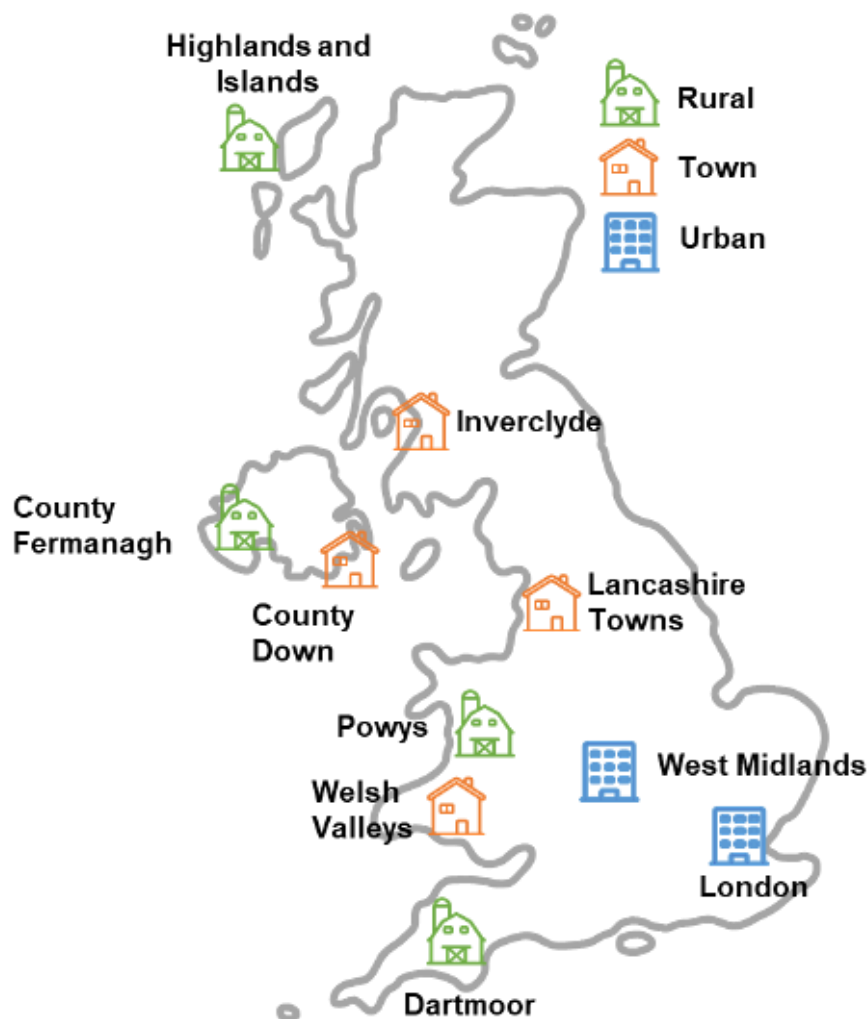 Highlands and
Islands
Rural
Town
Urban
Inverclyde
County
Fermanagh
County
Down
Lancashire
Towns
Powys
West Midlands
Welsh
Valleys
London
Dartmoor